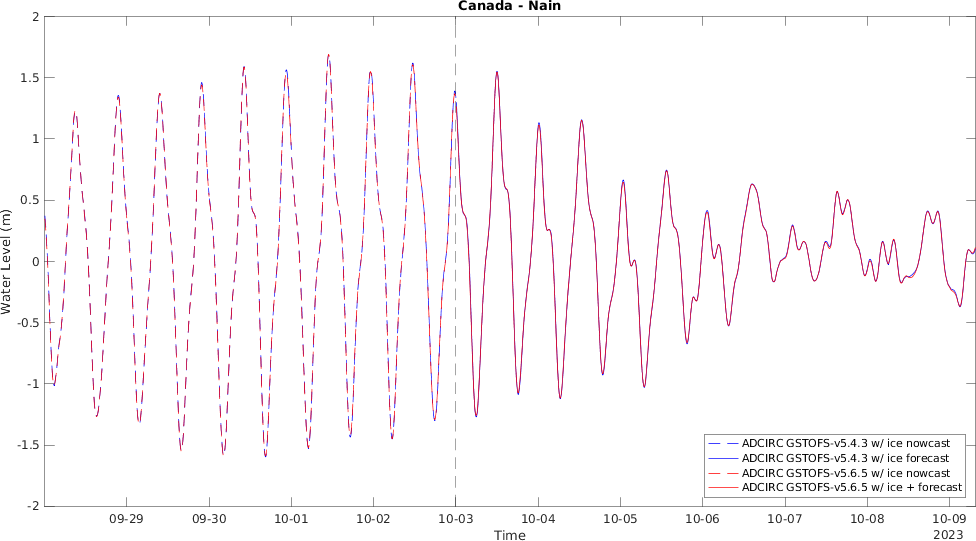 Canada - Nain
2
1.5
1
0.5
0
-0.5
-1
-1.5
-2
Water Level (m)
ADCIRC GSTOFS-v5.4.3 w/ ice nowcast
ADCIRC GSTOFS-v5.4.3 w/ ice forecast
ADCIRC GSTOFS-v5.6.5 w/ ice nowcast
ADCIRC GSTOFS-v5.6.5 w/ ice + forecast
09-29 09-30 10-01 10-02 10-03 10-04 10-05 10-06 10-07 10-08 10-09
Time 2023